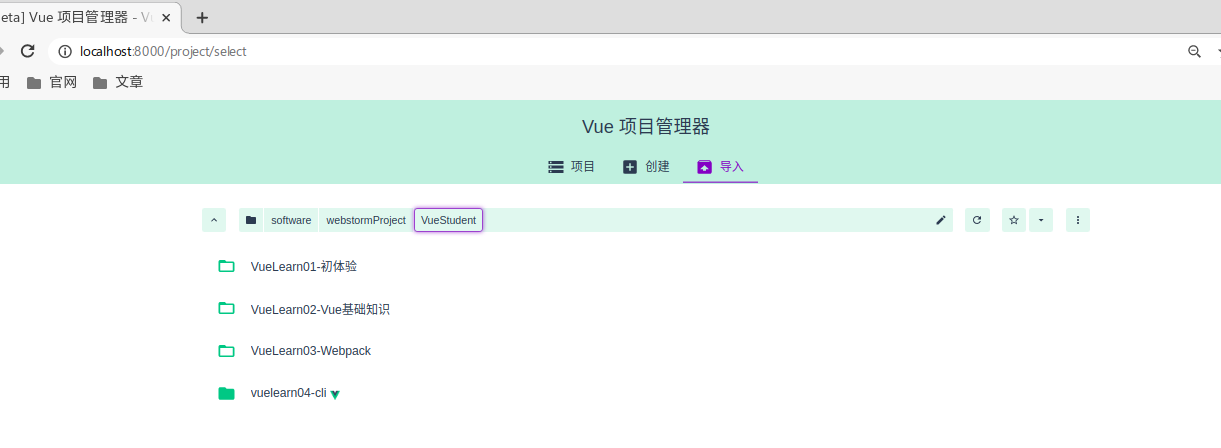 eta] Vue 项目管理器 - V
localhost:8000/project/select
用 官网 文章
Vue 项目管理器
项目 创建 导入
software webstormProject VueStudent
VueLearn01-初体验
VueLearn02-Vue基础知识
VueLearn03-Webpack
vuelearn04-cli